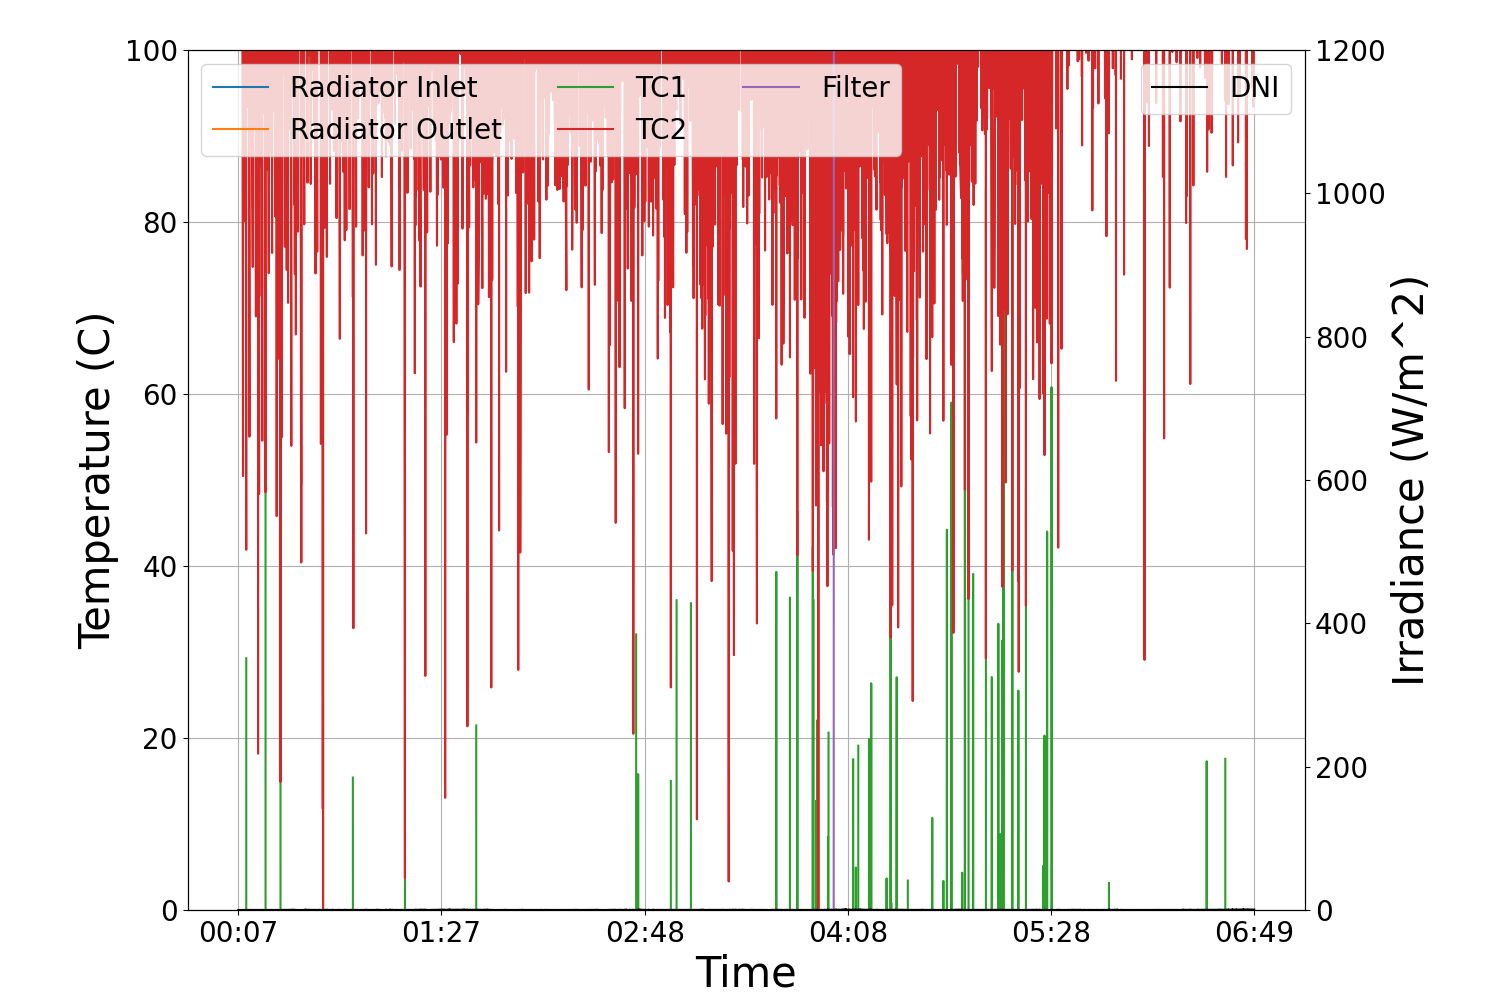 100
80
60
40
20
0
1200
1000
800
600
400
200
0
Radiator Inlet
Radiator Outlet
TC1
TC2
Filter
DNI
Temperature (C)
Irradiance (W/m^2)
00:07
01:27
02:48
04:08
05:28
06:49
Time